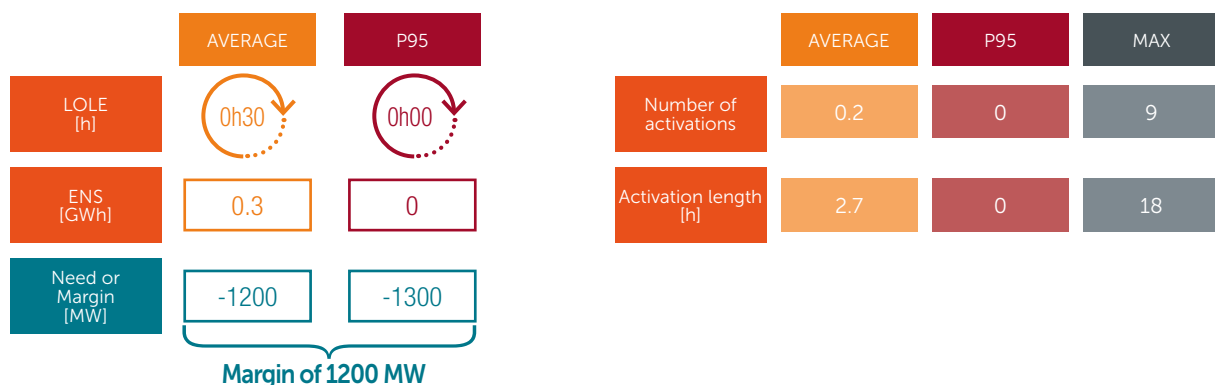 AVERAGE
P95
LOLE
[h]
0h30
0h00
ENS
[GWh]
0.3
0
Need or
Margin
[MW]
-1200
-1300
Margin of 1200 MW
AVERAGE
P95
MAX
Number of
activations
0.2
0
9
Activation length
[h]
2.7
0
18